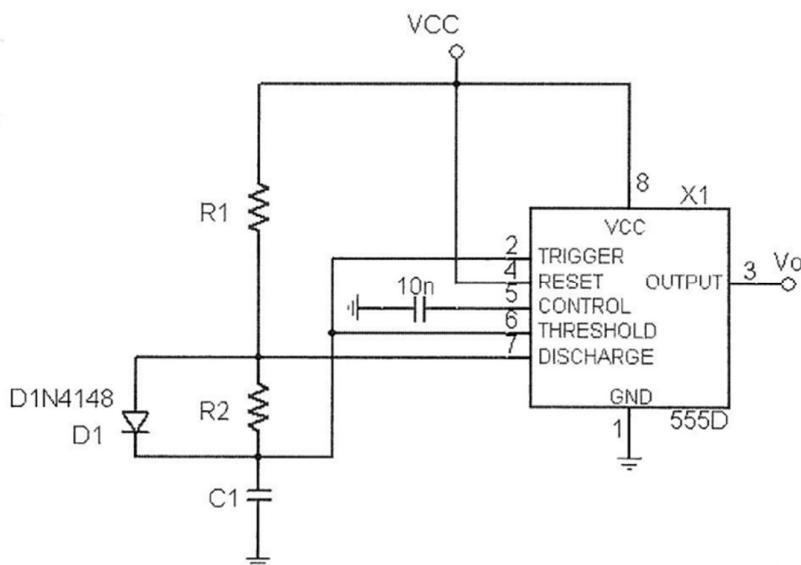 VCC
R1
8
X1
VCC
2
TRIGGER
4
RESET
10n
5
CONTROL
6
THRESHOLD
7
DISCHARGE
OUTPUT
3
Vo
D1N4148
D1
R2
GND
1
555D
C1